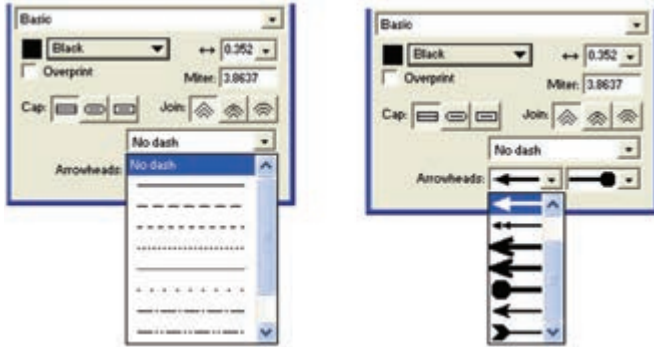 Basic
Black
0.352
Overprint
Miter: 3.8637
Cap:
Join:
No dash
Arrowheads:
No dash
Basic
Black
0.352
Overprint
Miter: 3.8637
Cap:
Join:
No dash
Arrowheads: